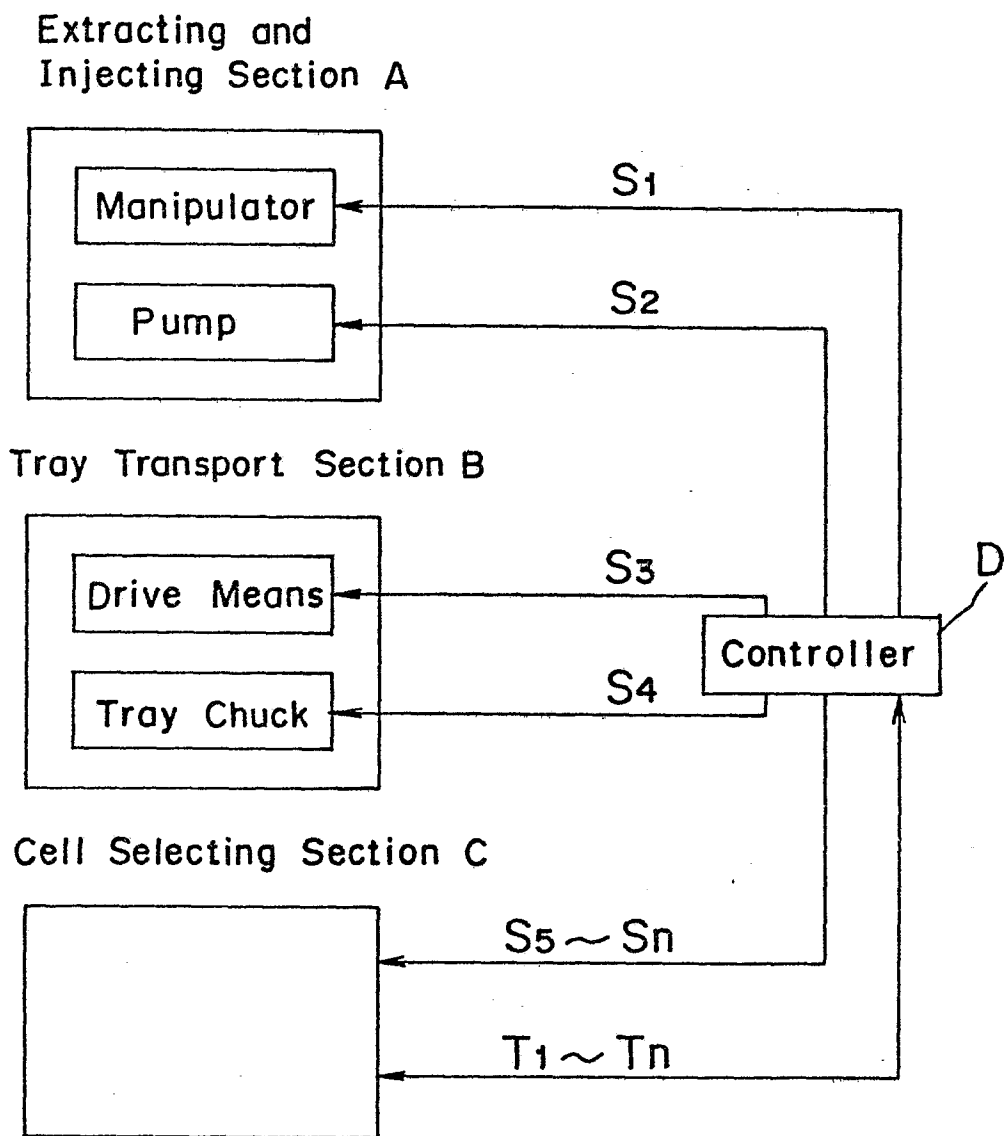 Extracting and
Injecting Section A
Manipulator
S1
Pump
S2
Tray Transport Section B
Drive Means
S3
D
Controller
Tray Chuck
S4
Cell Selecting Section C
S5 ~ Sn
T1 ~ Tn